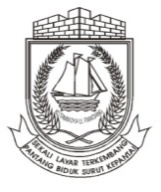 SEKALI LAYAR TERKEMBANG
PANTANG BIDUK SURUT KEPANTAI